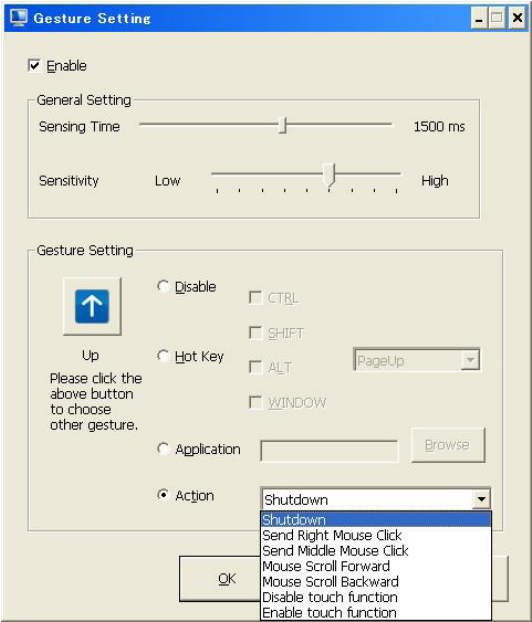 Gesture Setting
Enable
General Setting
Sensing Time 1500 ms
Sensitivity Low High
Gesture Setting
Disable
CTRL
SHIFT
Up
Hot Key
ALT
PageUp
Please click the
above button
to choose
other gesture.
WINDOW
Application
Browse
Action
Shutdown
Shutdown
Send Right Mouse Click
Send Middle Mouse Click
Mouse Scroll Forward
Mouse Scroll Backward
Disable touch function
Enable touch function
OK